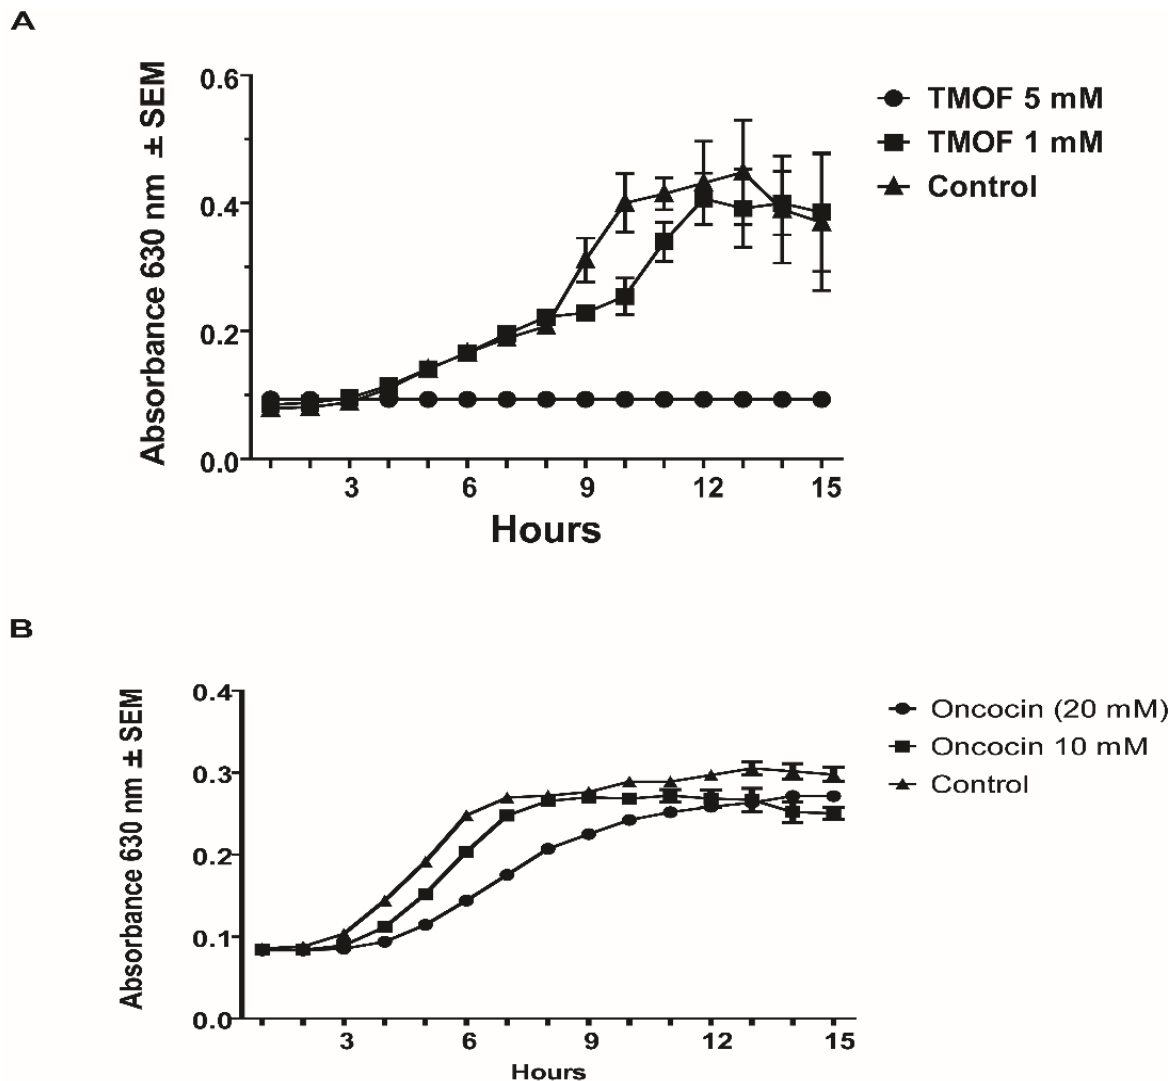 A
Absorbance 630 nm ± SEM
0.6
0.4
0.2
0.0
3 6 9 12 15
Hours
TMOF 5 mM
TMOF 1 mM
Control
B
Absorbance 630 nm ± SEM
0.4
0.3
0.2
0.1
0.0
3 6 9 12 15
Hours
Oncocin (20 mM)
Oncocin 10 mM
Control